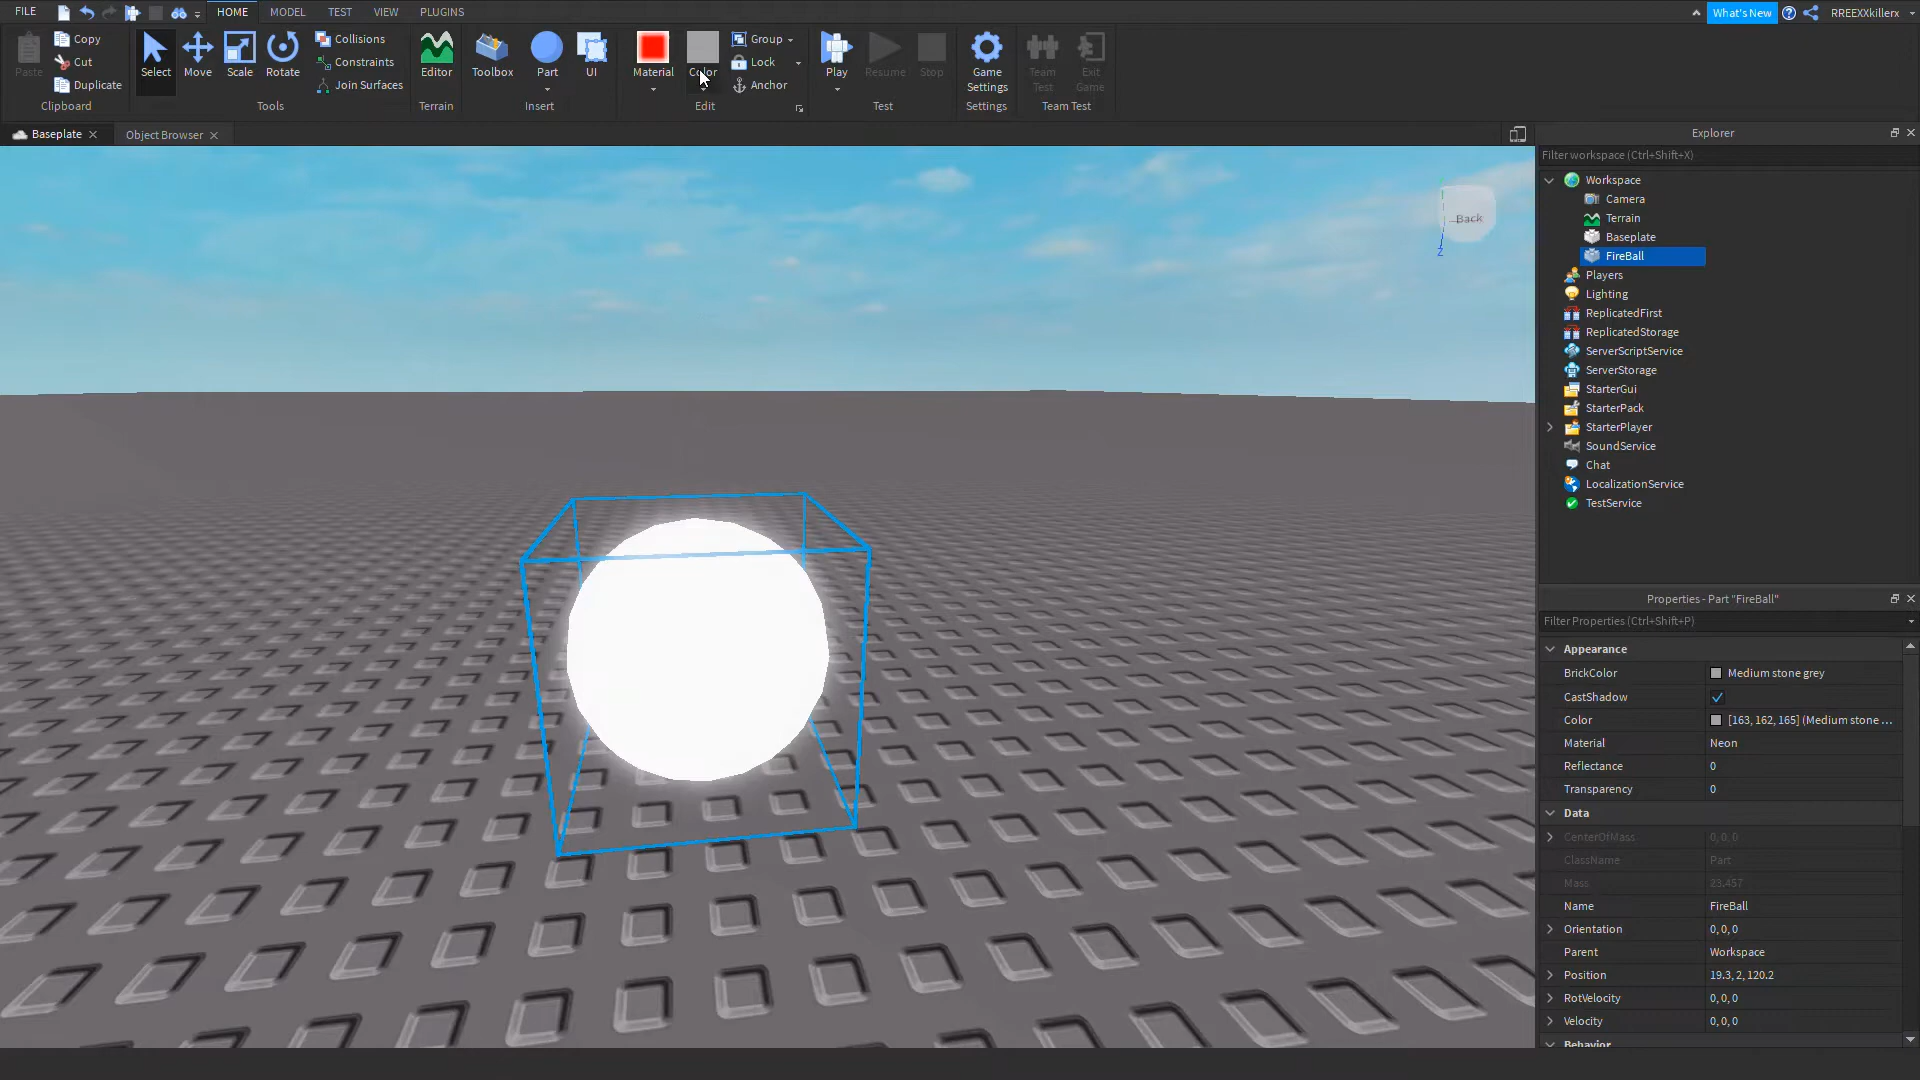 FILE HOME MODEL TEST VIEW PLUGINS What's New RREEXXkillerx
Paste Copy Cut Duplicate Clipboard
Select Move Scale Rotate Collisions Constraints Join Surfaces Tools
Editor Terrain
Toolbox Part UI Insert
Material Color Group Lock Anchor Edit
Play Resume Stop Test
Game Settings Settings
Team Test Exit Game Team Test
Baseplate Object Browser
Back
Z
Explorer
Filter workspace (Ctrl+Shift+X)
Workspace
Camera
Terrain
Baseplate
FireBall
Players
Lighting
ReplicatedFirst
ReplicatedStorage
ServerScriptService
ServerStorage
StarterGui
StarterPack
StarterPlayer
SoundService
Chat
LocalizationService
TestService
Properties - Part "FireBall"
Filter Properties (Ctrl+Shift+P)
Appearance
BrickColor Medium stone grey
CastShadow
Color [163, 162, 165] (Medium stone ...
Material Neon
Reflectance 0
Transparency 0
Data
CenterOfMass 0, 0, 0
ClassName Part
Mass 23.457
Name FireBall
Orientation 0, 0, 0
Parent Workspace
Position 19.3, 2, 120.2
RotVelocity 0, 0, 0
Velocity 0, 0, 0
Behavior